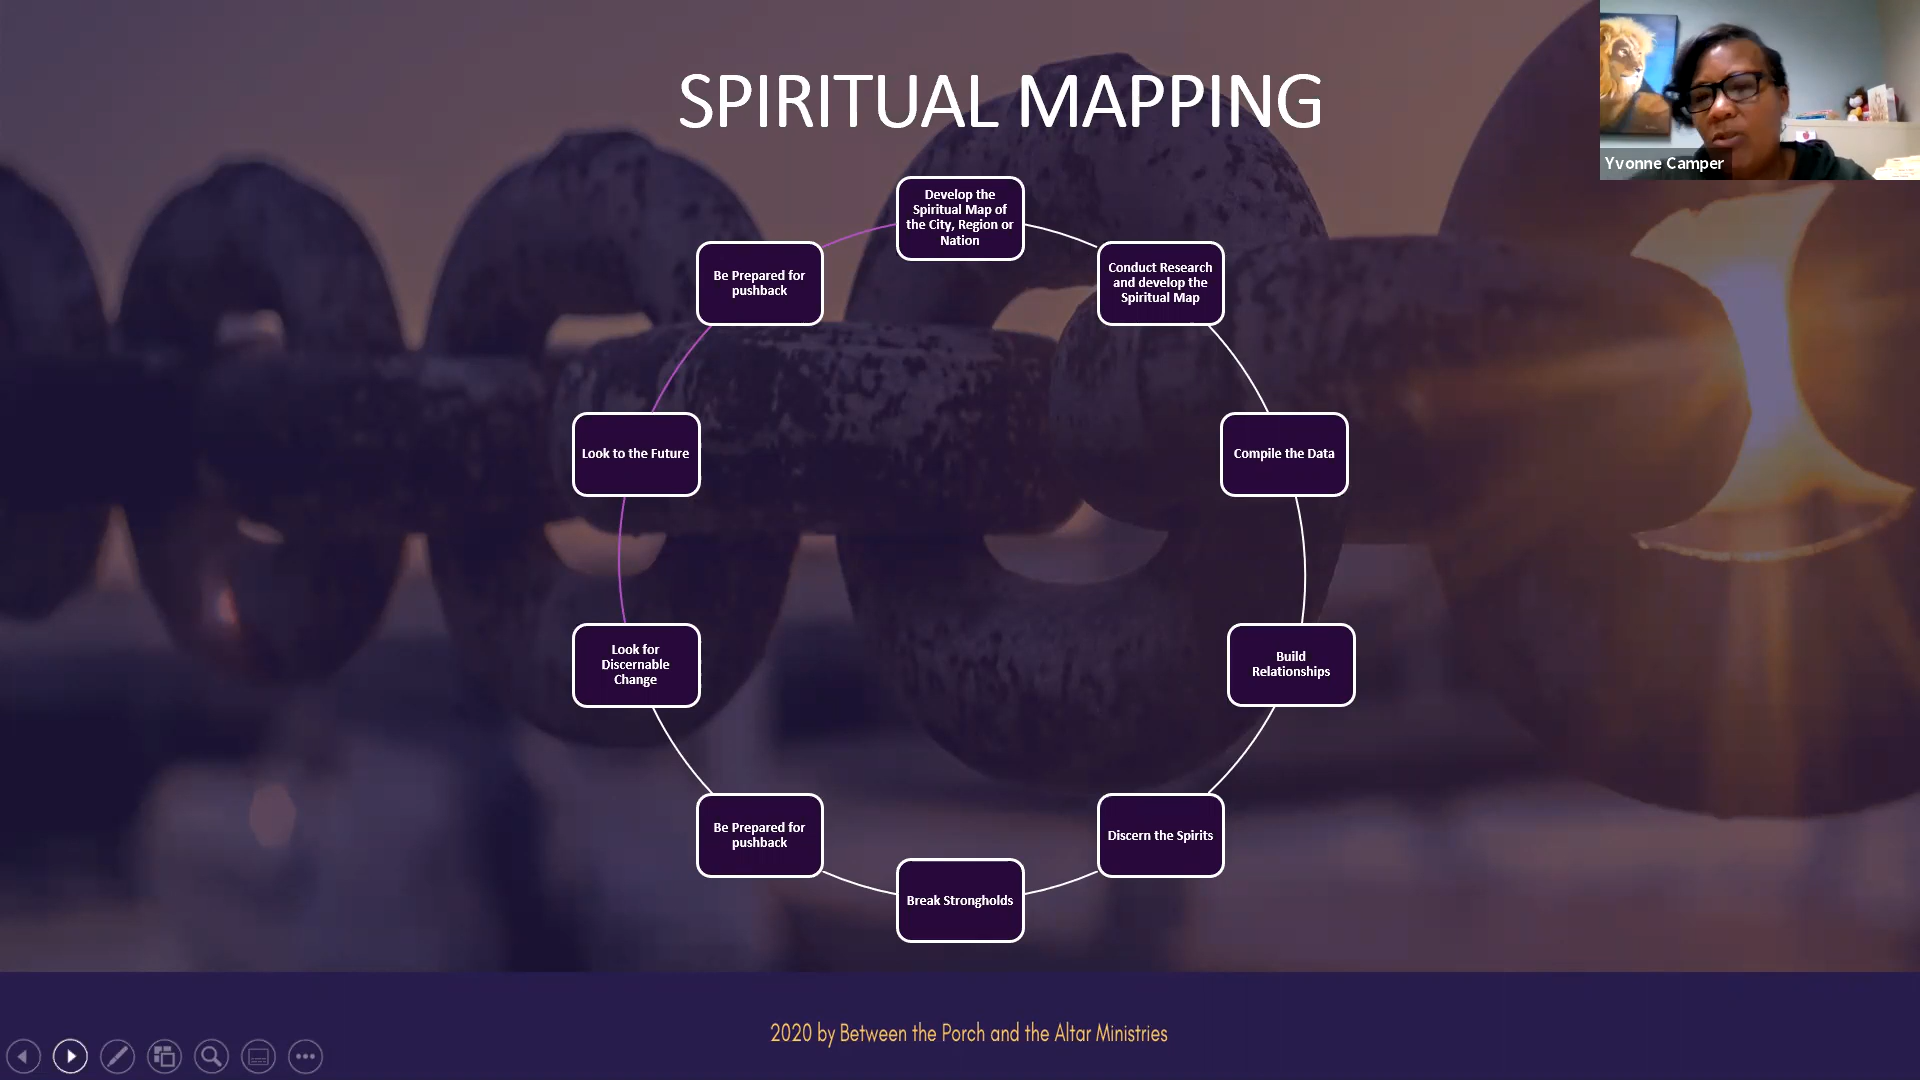 SPIRITUAL MAPPING
Yvonne Camper
Develop the
Spiritual Map of
the City, Region or
Nation
Conduct Research
and develop the
Spiritual Map
Compile the Data
Build
Relationships
Discern the Spirits
Break Strongholds
Be Prepared for
pushback
Look for
Discernable
Change
Look to the Future
Be Prepared for
pushback
2020 by Between the Porch and the Altar Ministries